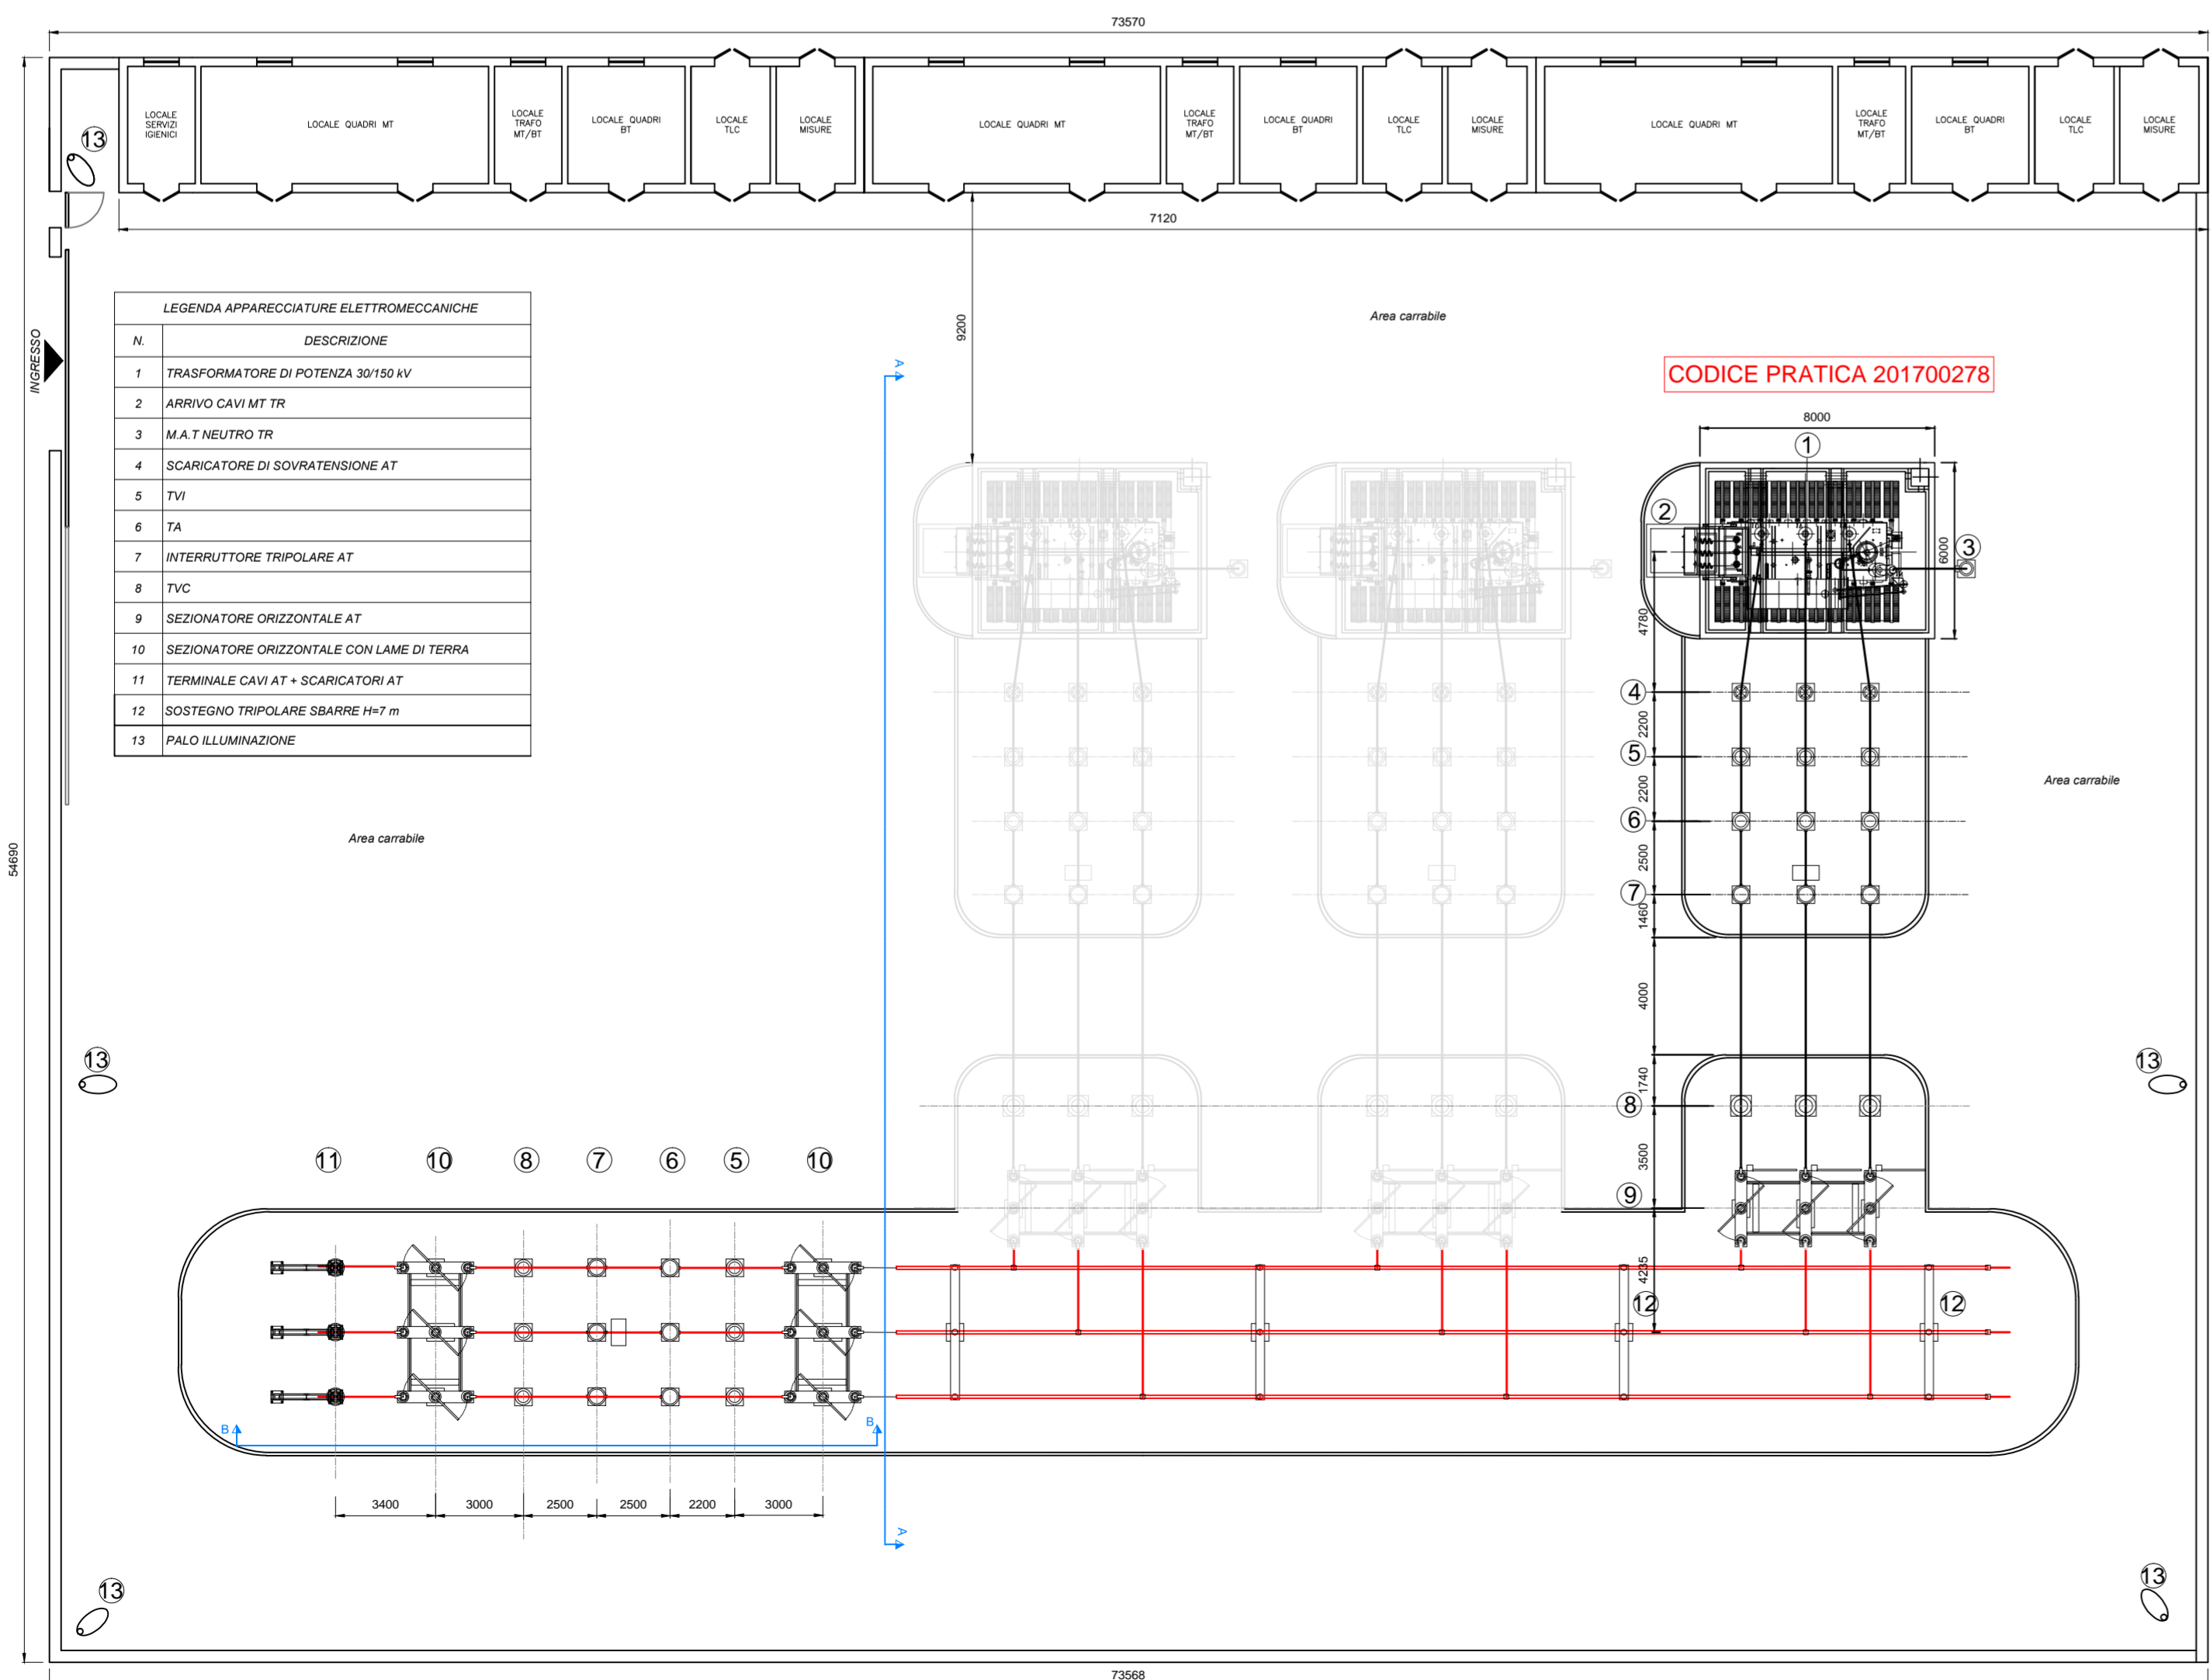 73570
LOCALE
SERVIZI
IGIENICI
LOCALE QUADRI MT
LOCALE
TRAFO
MT/BT
LOCALE QUADRI
BT
LOCALE
TLC
LOCALE
MISURE
LOCALE QUADRI MT
LOCALE
TRAFO
MT/BT
LOCALE QUADRI
BT
LOCALE
TLC
LOCALE
MISURE
LOCALE QUADRI MT
LOCALE
TRAFO
MT/BT
LOCALE QUADRI
BT
LOCALE
TLC
LOCALE
MISURE
13
7120
INGRESSO
LEGENDA APPARECCIATURE ELETTROMECCANICHE
N. DESCRIZIONE
1 TRASFORMATORE DI POTENZA 30/150 kV
2 ARRIVO CAVI MT TR
3 M.A.T NEUTRO TR
4 SCARICATORE DI SOVRATENSIONE AT
5 TVI
6 TA
7 INTERRUTTORE TRIPOLARE AT
8 TVC
9 SEZIONATORE ORIZZONTALE AT
10 SEZIONATORE ORIZZONTALE CON LAME DI TERRA
11 TERMINALE CAVI AT + SCARICATORI AT
12 SOSTEGNO TRIPOLARE SBARRE H=7 m
13 PALO ILLUMINAZIONE
9200
Area carrabile
A
CODICE PRATICA 201700278
8000
1
2
3
6000
4780
4
2200
5
2200
6
2500
7
1460
4000
1740
8
3500
9
4235
Area carrabile
Area carrabile
54690
13
13
11 10 8 7 6 5 10
12
12
B
B
3400 3000 2500 2500 2200 3000
A
13
13
73568